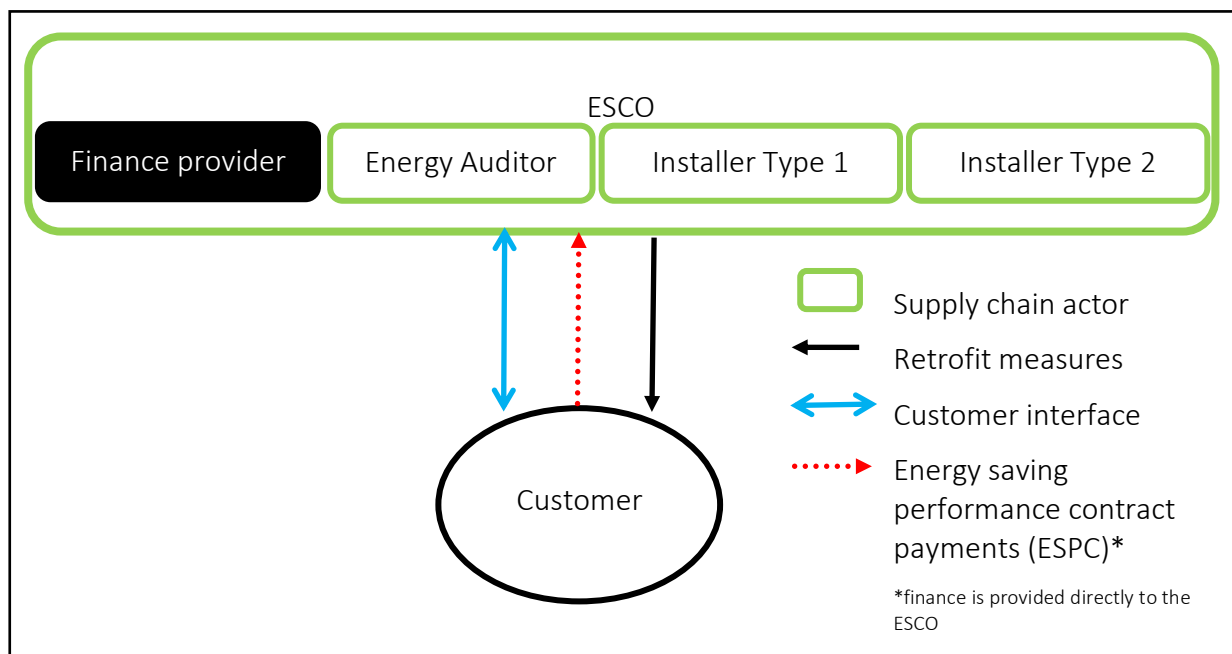 ESCO
Finance provider
Energy Auditor
Installer Type 1
Installer Type 2
Supply chain actor
Retrofit measures
Customer interface
Energy saving
performance contract
payments (ESPC)*
*finance is provided directly to the
ESCO
Customer